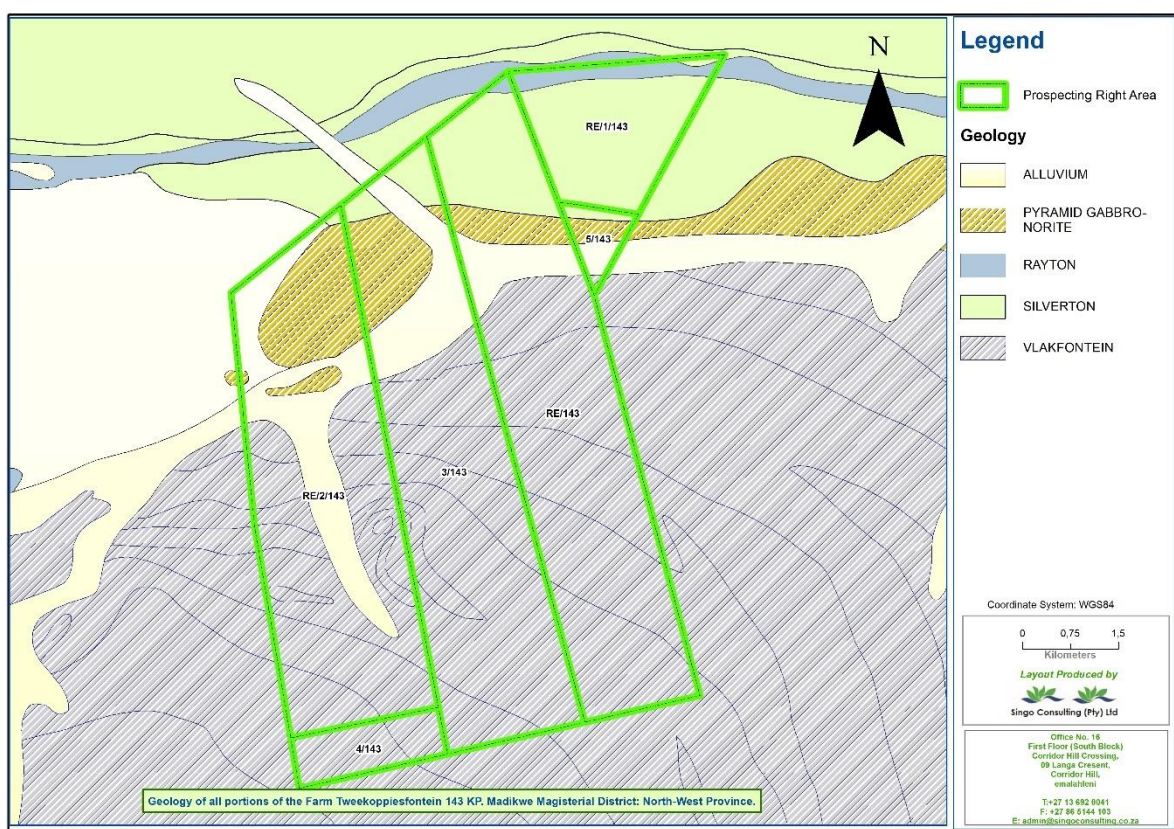 N
RE/1/143
5/143
RE/143
3/143
RE/2/143
4/143
Geology of all portions of the Farm Tweekoppiesfontein 143 KP. Madikwe Magisterial District: North-West Province.
Legend
Prospecting Right Area
Geology
ALLUVIUM
PYRAMID GABBRO-
NORITE
RAYTON
SILVERTON
VLAKFONTEIN
Coordinate System: WGS84
0 0,75 1,5
Kilometers
Layout Produced by
Singo Consulting (Pty) Ltd
Office No. 16
First Floor (South Block)
Corridor Hill Crossing,
09 Langa Cresent,
Corridor Hill,
emalahleni
T:+27 13 692 0041
F: +27 86 5144 103
E: admin@singoconsulting.co.za